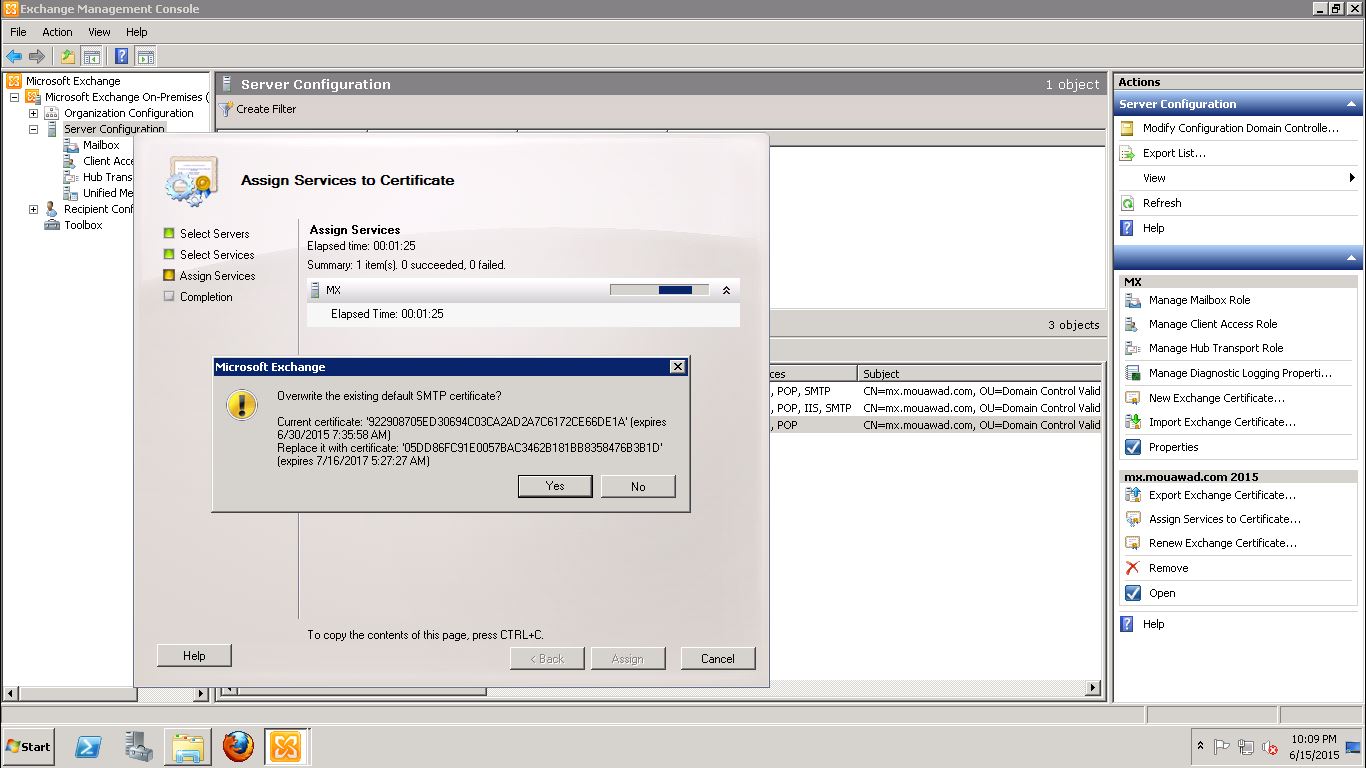 Exchange Management Console
File Action View Help
Microsoft Exchange
Microsoft Exchange On-Premises (
Organization Configuration
Server Configuration
Mailbox
Client Acce
Hub Trans
Unified Me
Recipient Conf
Toolbox
Server Configuration 1 object
Create Filter
Assign Services to Certificate
Select Servers
Select Services
Assign Services
Completion
Assign Services
Elapsed time: 00:01:25
Summary: 1 item(s). 0 succeeded, 0 failed.
MX
Elapsed Time: 00:01:25
Microsoft Exchange
Overwrite the existing default SMTP certificate?
Current certificate: '922908705ED30694C03CA2AD2A7C6172CE66DE1A' (expires
6/30/2015 7:35:58 AM)
Replace it with certificate: '05DD86FC91E0057BAC3462B181BB8358476B3B1D'
(expires 7/16/2017 5:27:27 AM)
Yes No
To copy the contents of this page, press CTRL+C.
Help < Back Assign Cancel
3 objects
ces Subject
, POP, SMTP CN=mx.mouawad.com, OU=Domain Control Valid
, POP, IIS, SMTP CN=mx.mouawad.com, OU=Domain Control Valid
, POP CN=mx.mouawad.com, OU=Domain Control Valid
Actions
Server Configuration
Modify Configuration Domain Controlle...
Export List...
View
Refresh
Help
MX
Manage Mailbox Role
Manage Client Access Role
Manage Hub Transport Role
Manage Diagnostic Logging Properti...
New Exchange Certificate...
Import Exchange Certificate...
Properties
mx.mouawad.com 2015
Export Exchange Certificate...
Assign Services to Certificate...
Renew Exchange Certificate...
Remove
Open
Help
Start
10:09 PM
6/15/2015